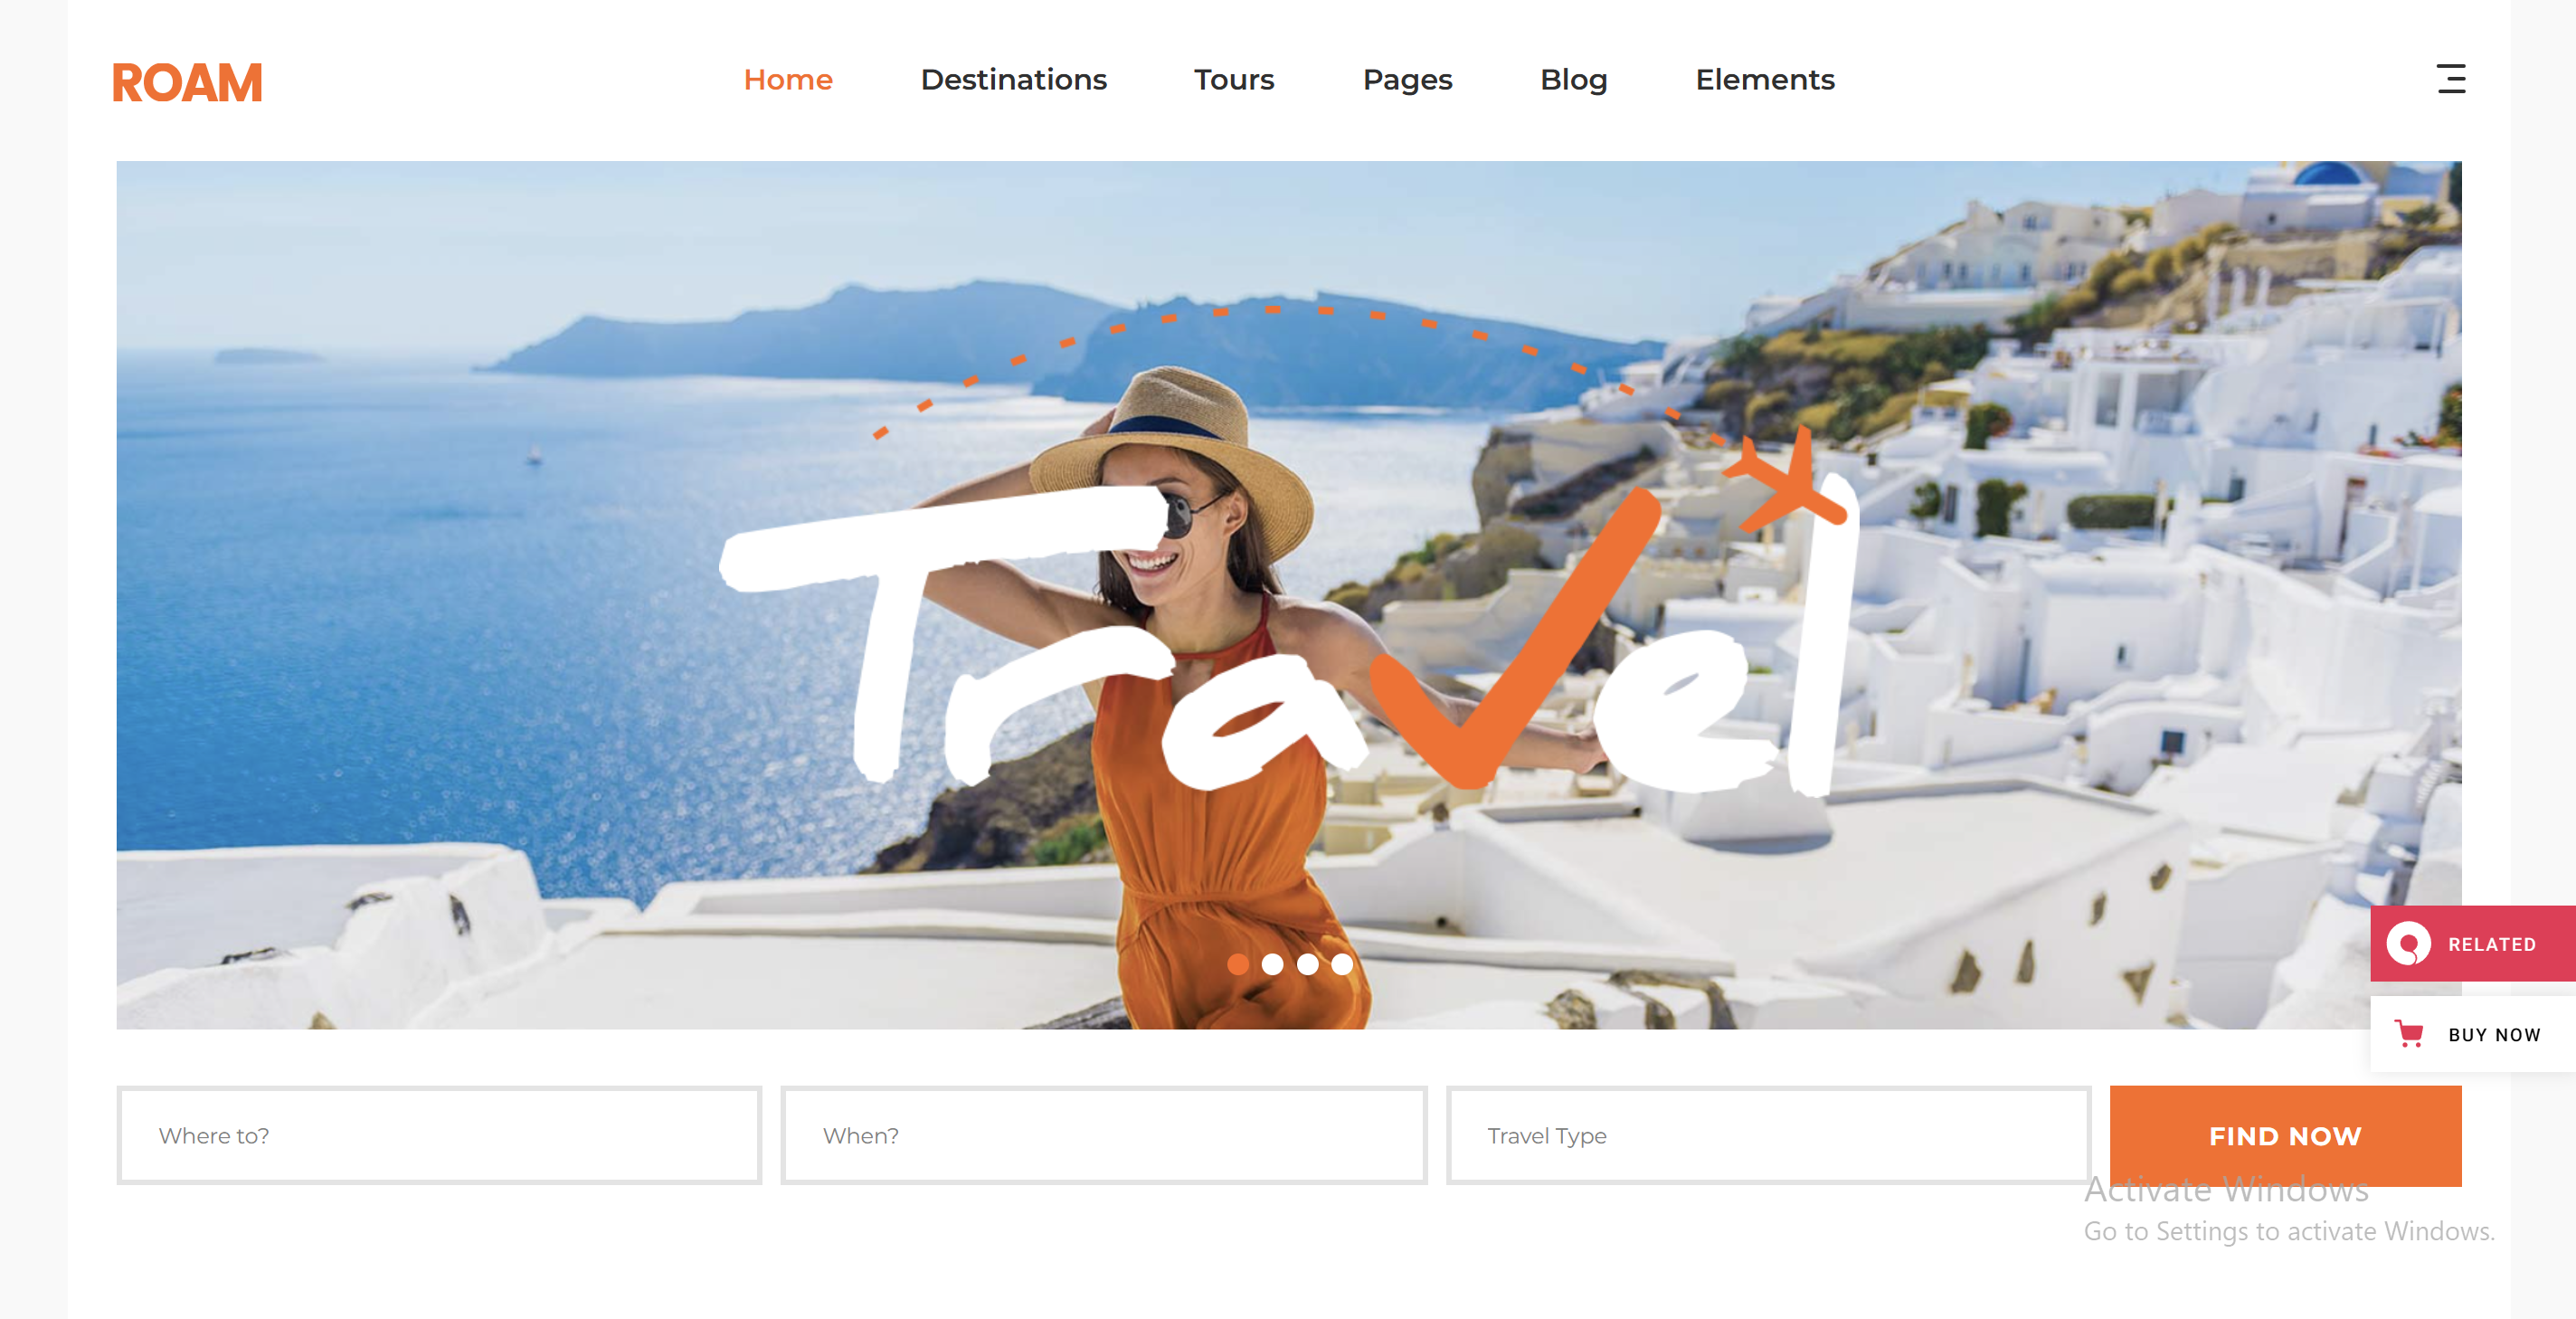 ROAM
Home Destinations Tours Pages Blog Elements
Travel
RELATED
BUY NOW
Where to? When? Travel Type FIND NOW
Activate Windows
Go to Settings to activate Windows.